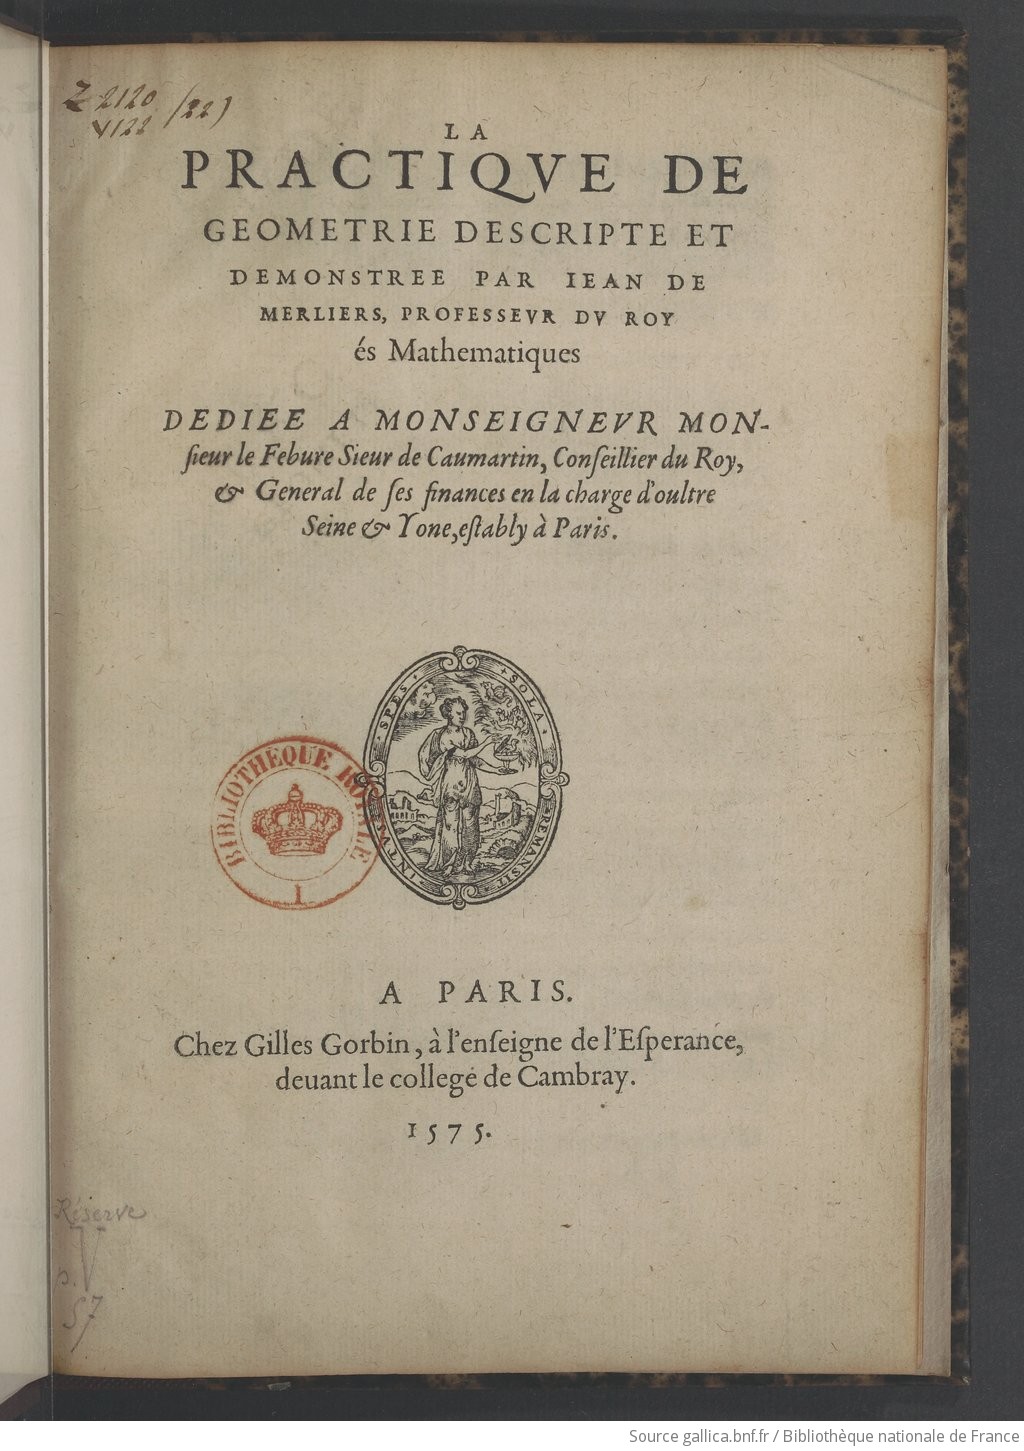 Z 2120 /22)
V122
LA
PRACTIQVE DE
GEOMETRIE DESCRIPTE ET
DEMONSTREE PAR IEAN DE
MERLIERS, PROFESSEVR DV ROY
és Mathematiques
DEDIEE A MONSEIGNEVR MON-
ſieur le Febure Sieur de Caumartin, Conſeillier du Roy,
& General de ſes finances en la charge d'oultre
Seine & Yone, eſtably à Paris.
SPES SOLA REMANSIT INTVS
BIBLIOTHEQUE ROYALE
I
A PARIS.
Chez Gilles Gorbin, à l'enſeigne de l'Eſperance,
deuant le college de Cambray.
1575.
Réserve
p. V
57
Source gallica.bnf.fr / Bibliothèque nationale de France